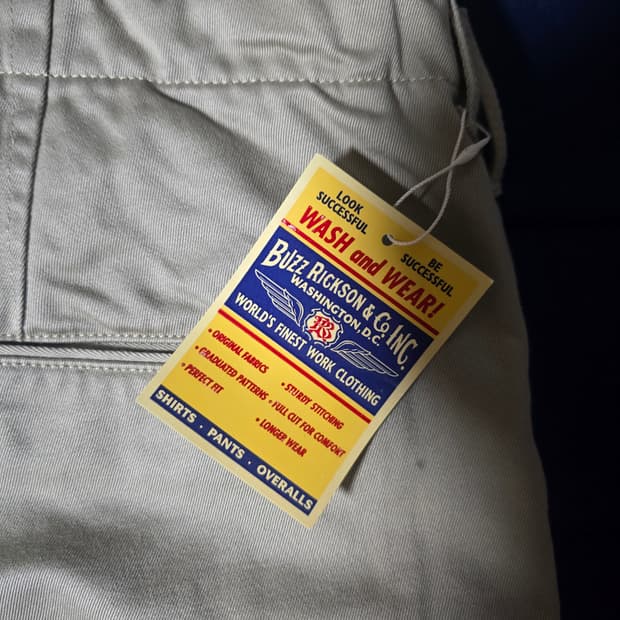 LOOK SUCCESSFUL
BE SUCCESSFUL
WASH and WEAR!
BUZZ RICKSON & Co INC.
WASHINGTON, D.C.
BR
WORLD'S FINEST WORK CLOTHING
• ORIGINAL FABRICS
• GRADUATED PATTERNS
• PERFECT FIT
• STURDY STITCHING
• FULL CUT FOR COMFORT
• LONGER WEAR
SHIRTS · PANTS · OVERALLS